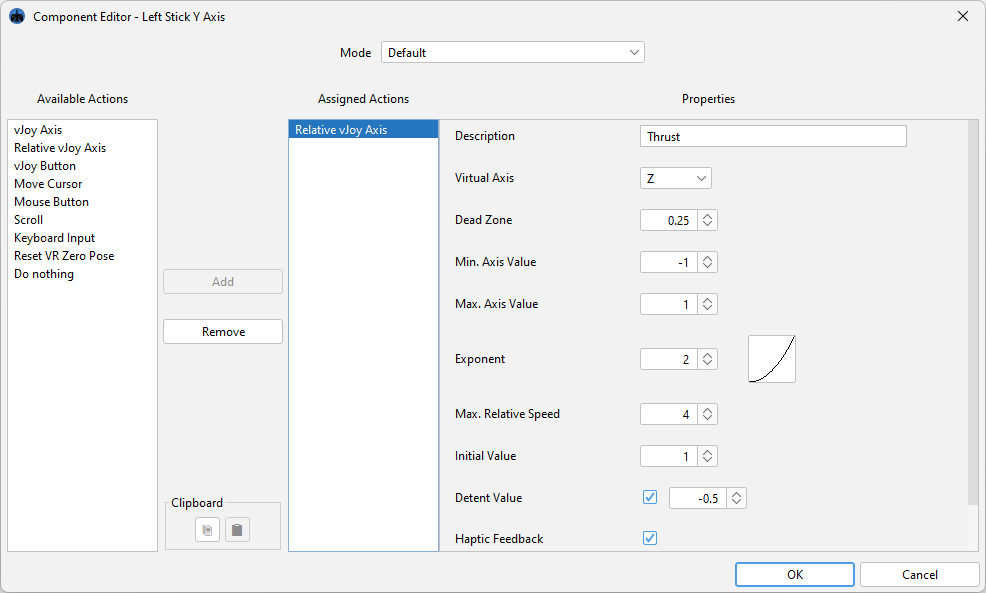 Component Editor - Left Stick Y Axis
Mode Default
Available Actions
vJoy Axis
Relative vJoy Axis
vJoy Button
Move Cursor
Mouse Button
Scroll
Keyboard Input
Reset VR Zero Pose
Do nothing
Add
Remove
Clipboard
Assigned Actions
Relative vJoy Axis
Properties
Description Thrust
Virtual Axis Z
Dead Zone 0.25
Min. Axis Value -1
Max. Axis Value 1
Exponent 2
Max. Relative Speed 4
Initial Value 1
Detent Value -0.5
Haptic Feedback
OK Cancel